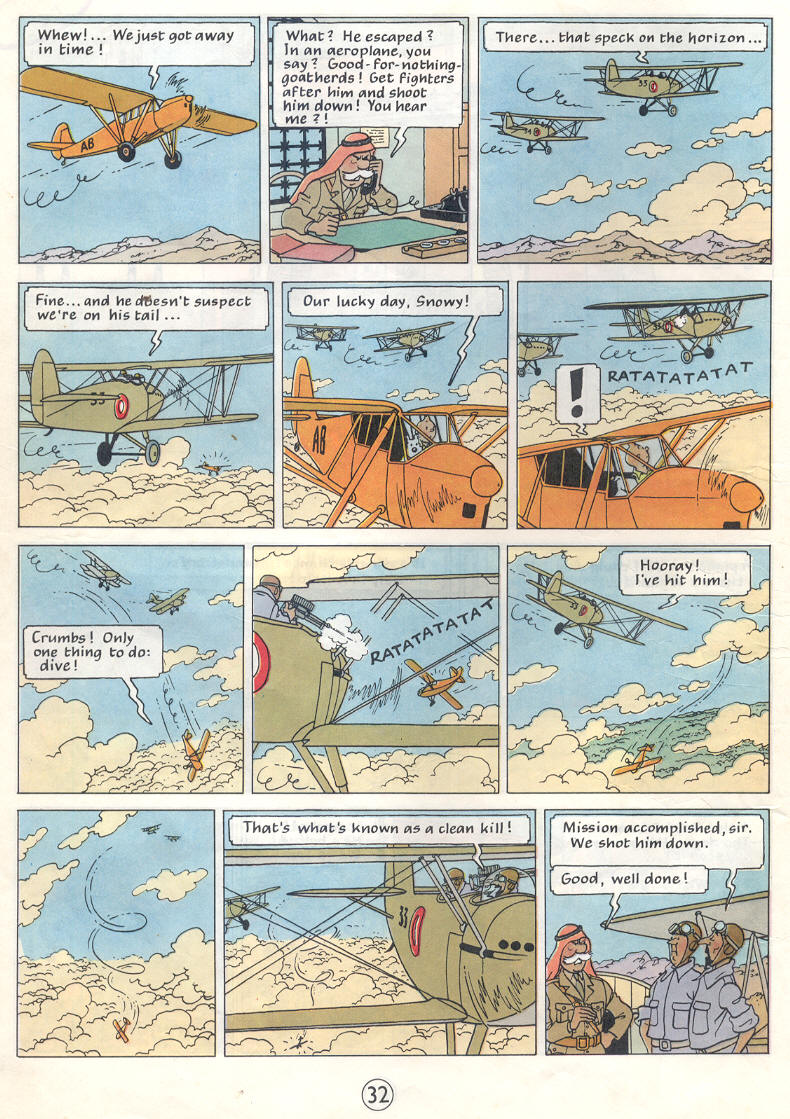 Whew!... We just got away
in time!
AB
What? He escaped?
In an aeroplane, you
say? Good-for-nothing-
goatherds! Get fighters
after him and shoot
him down! You hear
me?!
There... that speck on the horizon...
33
34
Fine... and he doesn't suspect
we're on his tail...
33
Our lucky day, Snowy!
AB
33
RATATATATAT
!
Crumbs! Only
one thing to do:
dive!
RATATATATAT
Hooray!
I've hit him!
That's what's known as a clean kill!
33
Mission accomplished, sir.
We shot him down.
Good, well done!
32